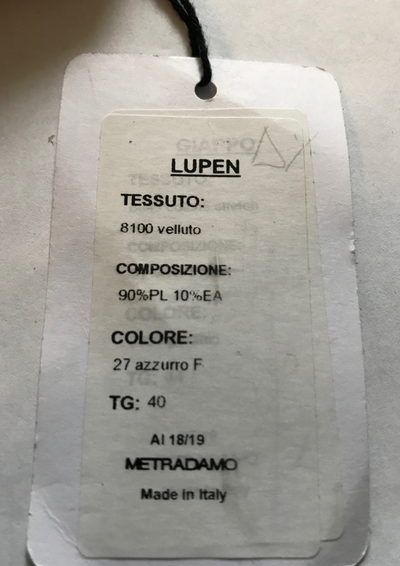 LUPEN
TESSUTO:
8100 velluto
COMPOSIZIONE:
90%PL 10%EA
COLORE:
27 azzurro F
TG: 40
AI 18/19
METRADAMO
Made in Italy